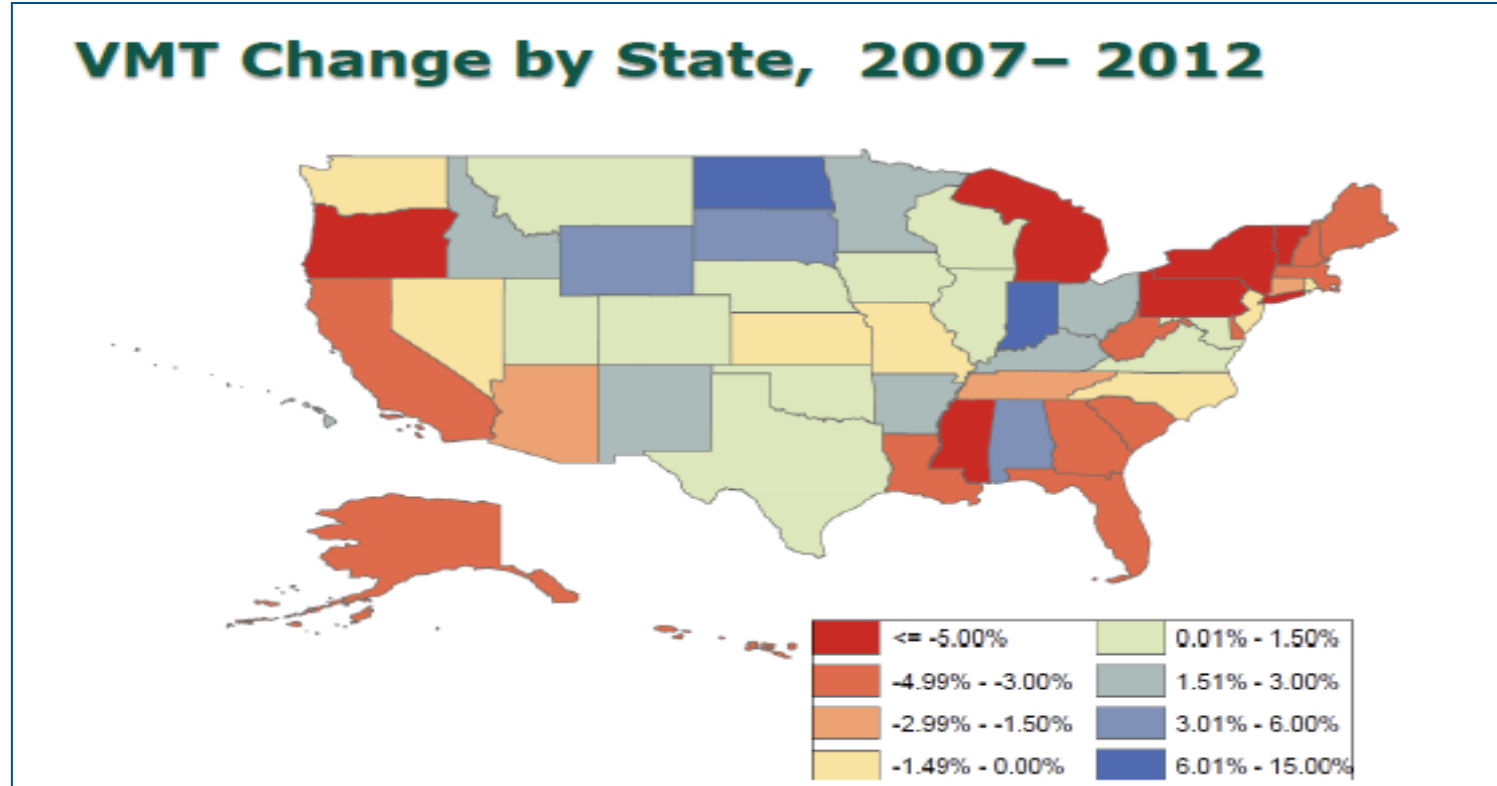 VMT Change by State, 2007– 2012
<= -5.00%
-4.99% - -3.00%
-2.99% - -1.50%
-1.49% - 0.00%
0.01% - 1.50%
1.51% - 3.00%
3.01% - 6.00%
6.01% - 15.00%